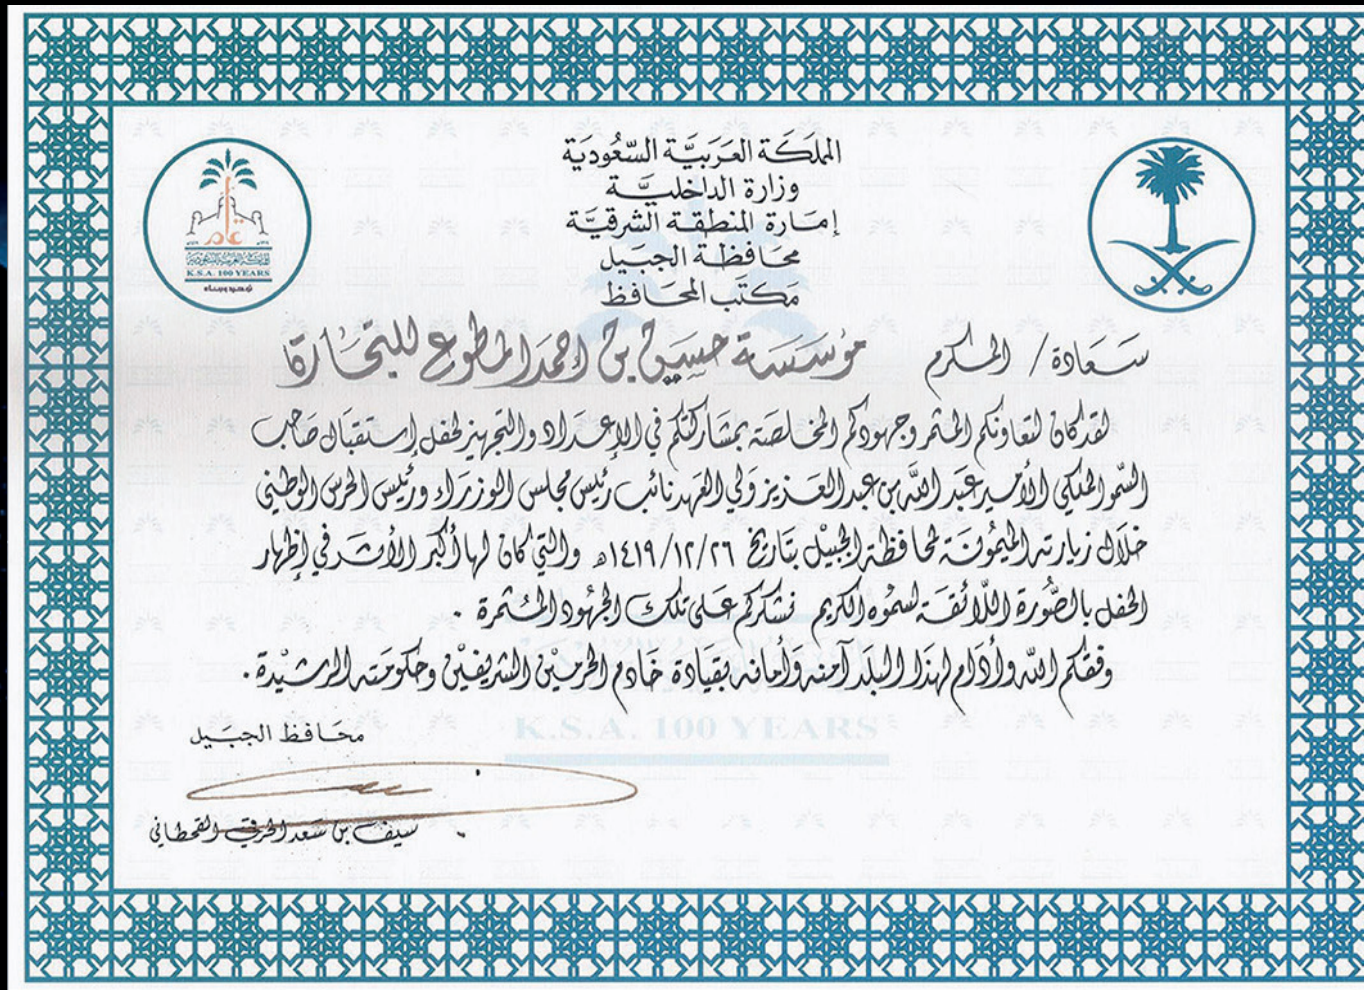 المملكة العربية السعودية
وزارة الداخلية
إمارة المنطقة الشرقية
محافظة الجبيل
مكتب المحافظ
عام
K.S.A. 100 YEARS
سعادة / المكرم مؤسسة حسين بن احمد المطوع للتجارة
لقد كان لتعاونكم المثمر وجهودكم المخلصة بمشاركتكم في الإعداد والتجهيز لحفل إستقبال صاحب
السمو الملكي الأمير عبد الله بن عبد العزيز ولي العهد نائب رئيس مجلس الوزراء ورئيس الحرس الوطني
خلال زيارته الميمونة لمحافظة الجبيل بتاريخ ١٤١٩/١٢/٢٦هـ والتي كان لها أكبر الأثر في إظهار
الحفل بالصورة اللائقة لسموه الكريم نشكركم على تلك الجهود المثمرة .
وفقكم الله وأدام لهذا البلد آمنه وأمانه بقيادة خادم الحرمين الشريفين وحكومته الرشيدة .
K.S.A. 100 YEARS
محافظ الجبيل
سيف بن سعد القحطاني